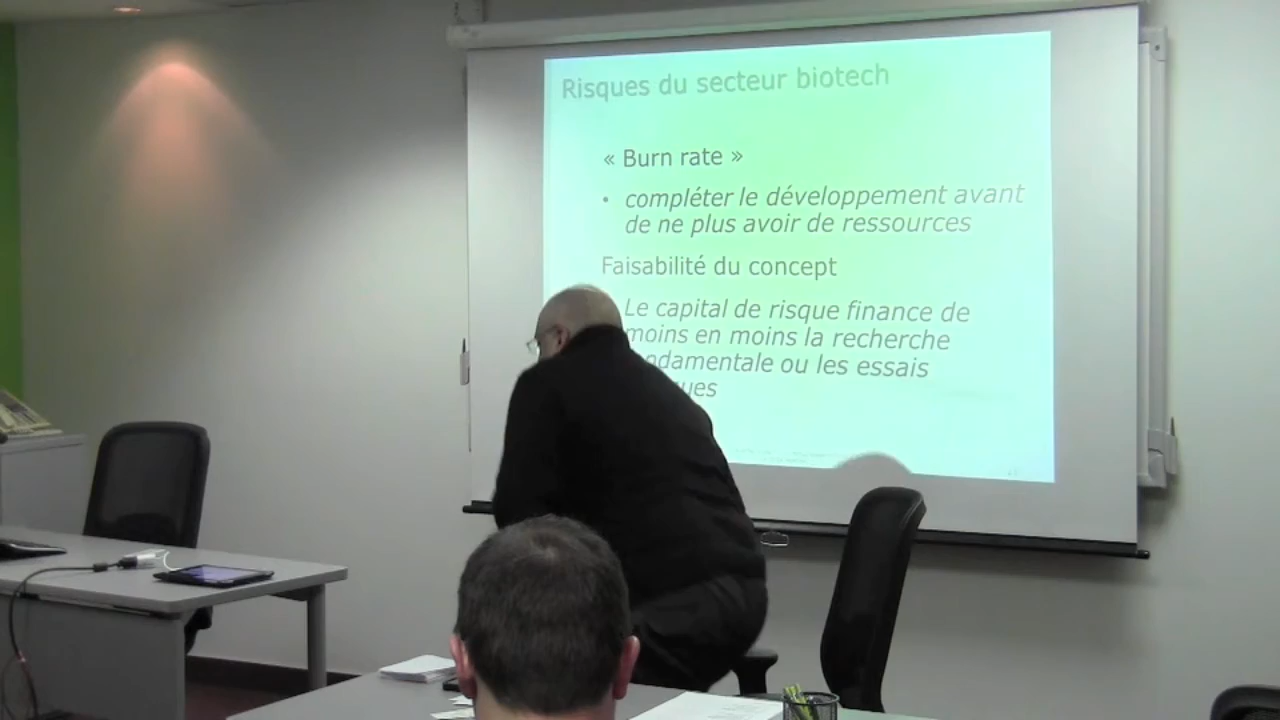 Risques du secteur biotech
« Burn rate »
• compléter le développement avant
de ne plus avoir de ressources
Faisabilité du concept
Le capital de risque finance de
moins en moins la recherche
ou les essais